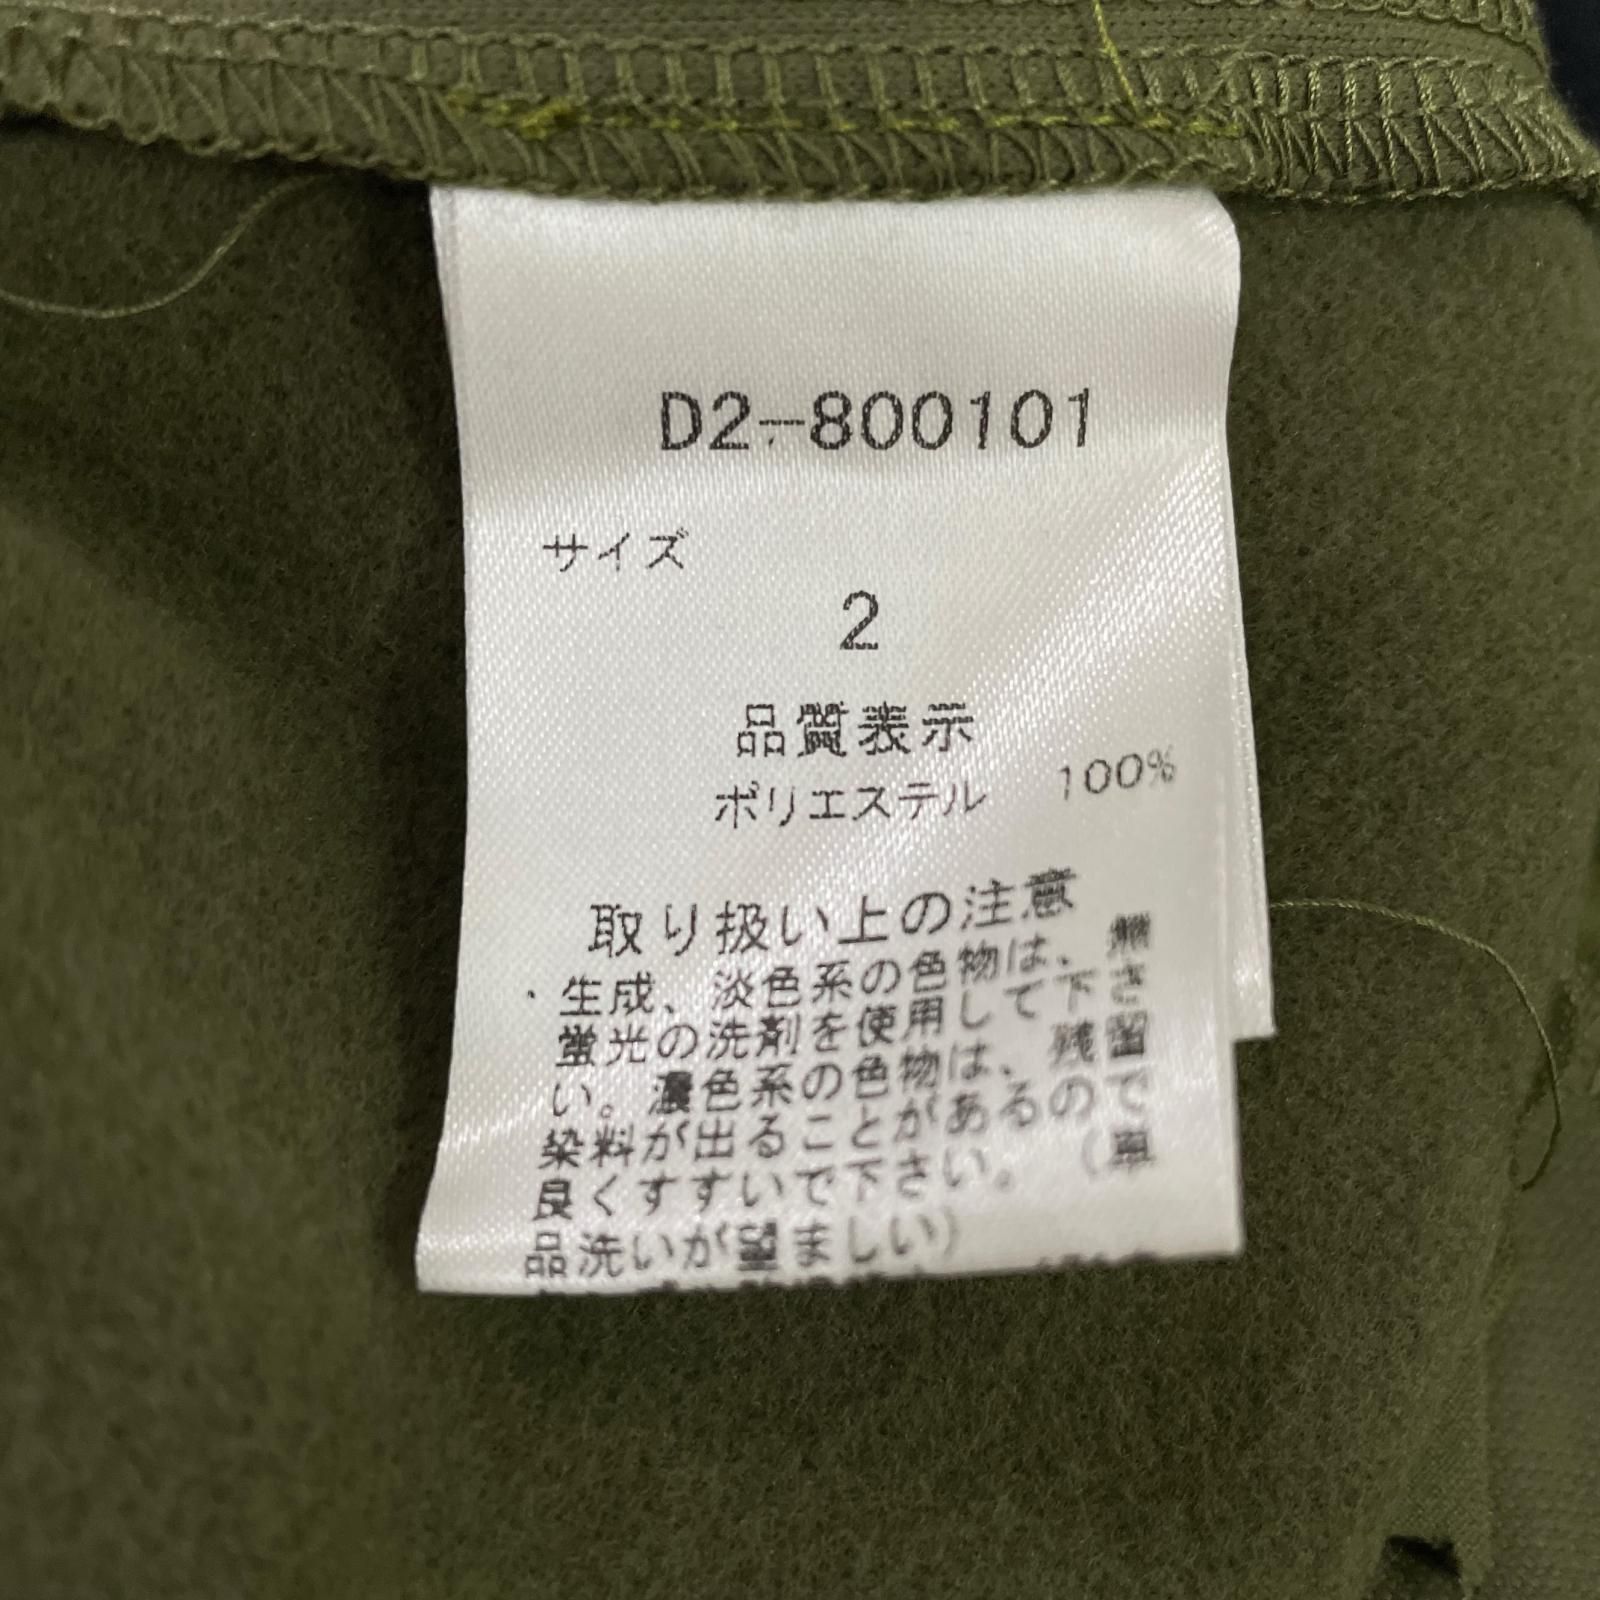 D2-800101
サイズ
2
品質表示
ポリエステル 100%
取り扱い上の注意
・生成、淡色系の色物は、無
蛍光の洗剤を使用して下さ
い。濃色系の色物は、残留
染料が出ることがあるので
良くすすいで下さい。（単
品洗いが望ましい）